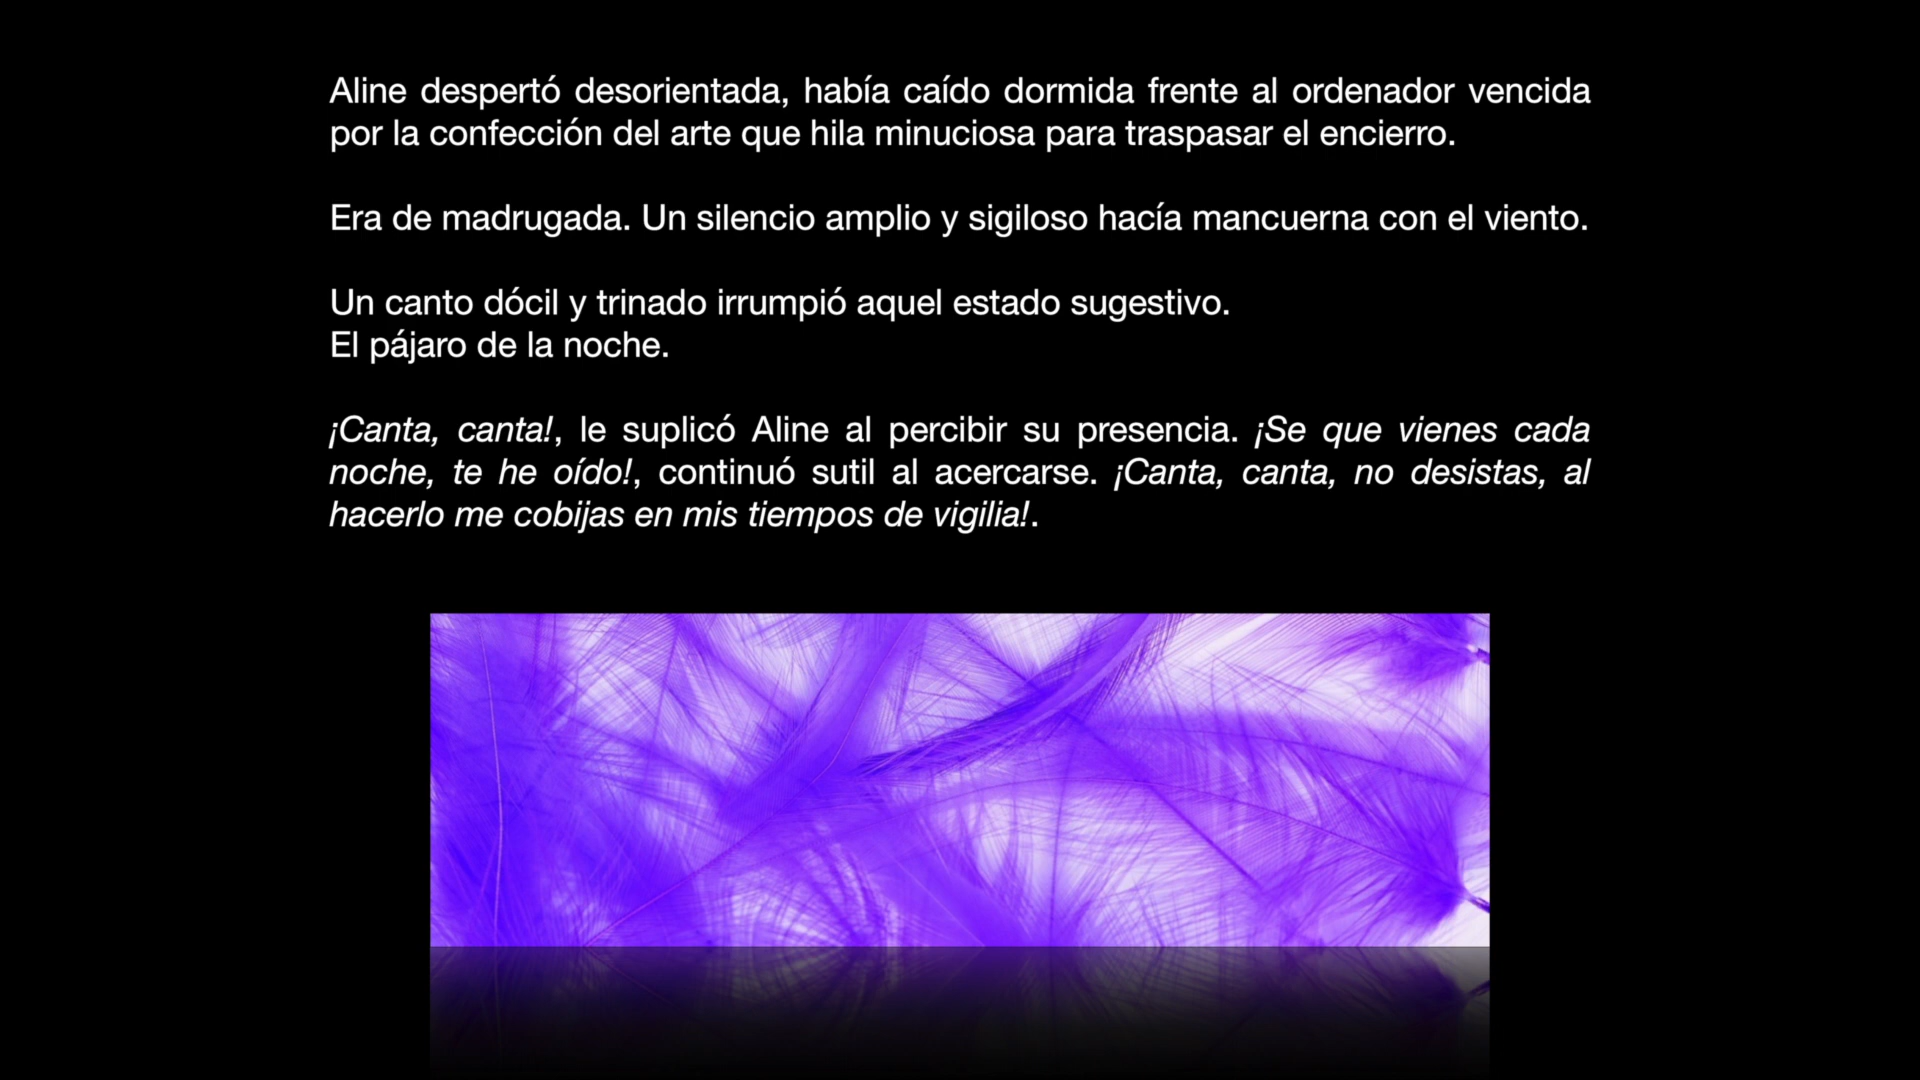 Aline despertó desorientada, había caído dormida frente al ordenador vencida
por la confección del arte que hila minuciosa para traspasar el encierro.
Era de madrugada. Un silencio amplio y sigiloso hacía mancuerna con el viento.
Un canto dócil y trinado irrumpió aquel estado sugestivo.
El pájaro de la noche.
¡Canta, canta!, le suplicó Aline al percibir su presencia. ¡Se que vienes cada
noche, te he oído!, continuó sutil al acercarse. ¡Canta, canta, no desistas, al
hacerlo me cobijas en mis tiempos de vigilia!.